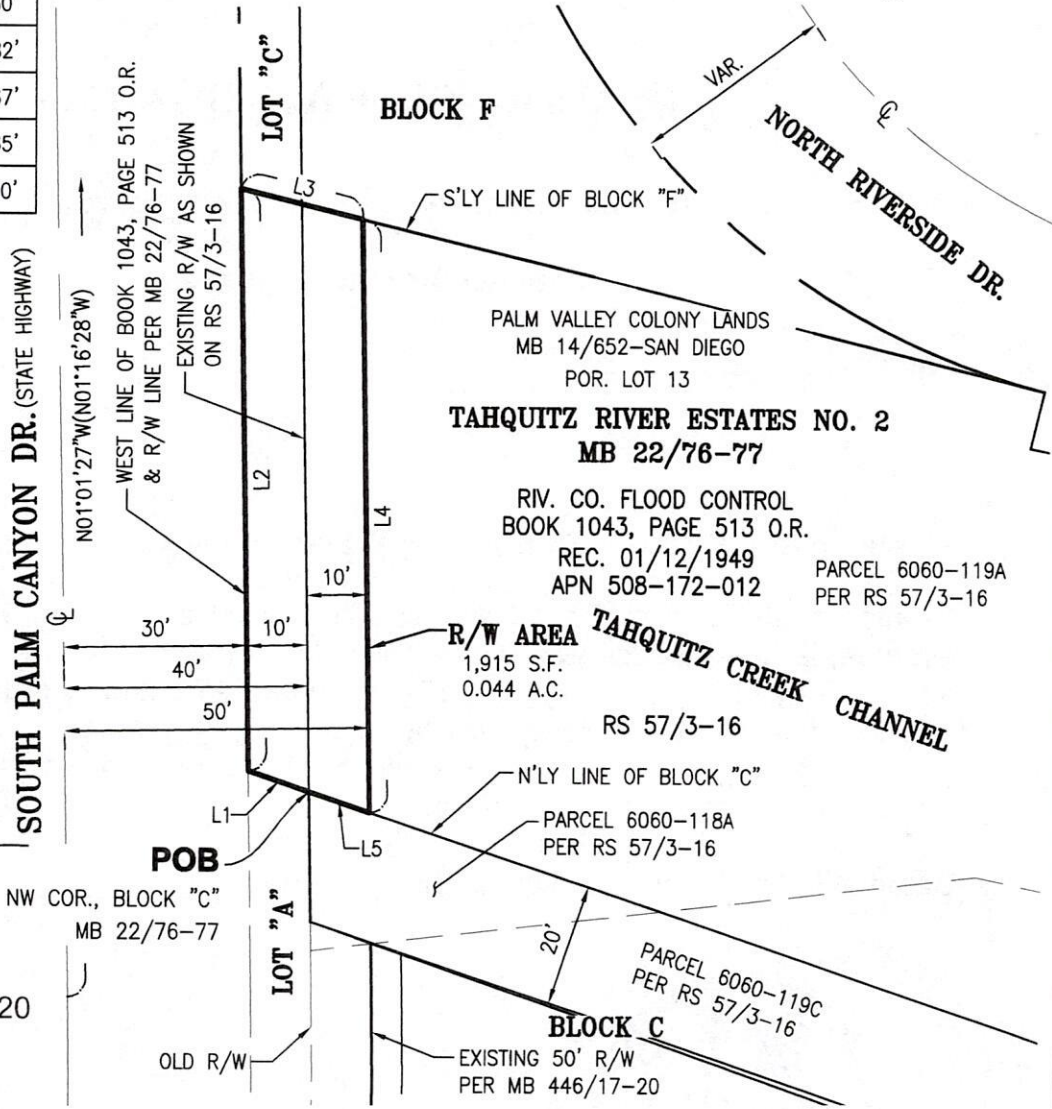 32'
37'
35'
0'
SOUTH PALM CANYON DR. (STATE HIGHWAY)
N01°01'27"W(N01°16'28"W)
WEST LINE OF BOOK 1043, PAGE 513 O.R.
& R/W LINE PER MB 22/76-77
EXISTING R/W AS SHOWN
ON RS 57/3-16
LOT "C"
BLOCK F
VAR.
℄
NORTH RIVERSIDE DR.
L3
S'LY LINE OF BLOCK "F"
PALM VALLEY COLONY LANDS
MB 14/652-SAN DIEGO
POR. LOT 13
TAHQUITZ RIVER ESTATES NO. 2
MB 22/76-77
L2
L4
RIV. CO. FLOOD CONTROL
BOOK 1043, PAGE 513 O.R.
REC. 01/12/1949
APN 508-172-012
PARCEL 6060-119A
PER RS 57/3-16
10'
℄
30'
10'
40'
50'
R/W AREA
1,915 S.F.
0.044 A.C.
TAHQUITZ CREEK CHANNEL
RS 57/3-16
N'LY LINE OF BLOCK "C"
L1
L5
PARCEL 6060-118A
PER RS 57/3-16
POB
NW COR., BLOCK "C"
MB 22/76-77
LOT "A"
20'
PARCEL 6060-119C
PER RS 57/3-16
20
BLOCK C
OLD R/W
EXISTING 50' R/W
PER MB 446/17-20